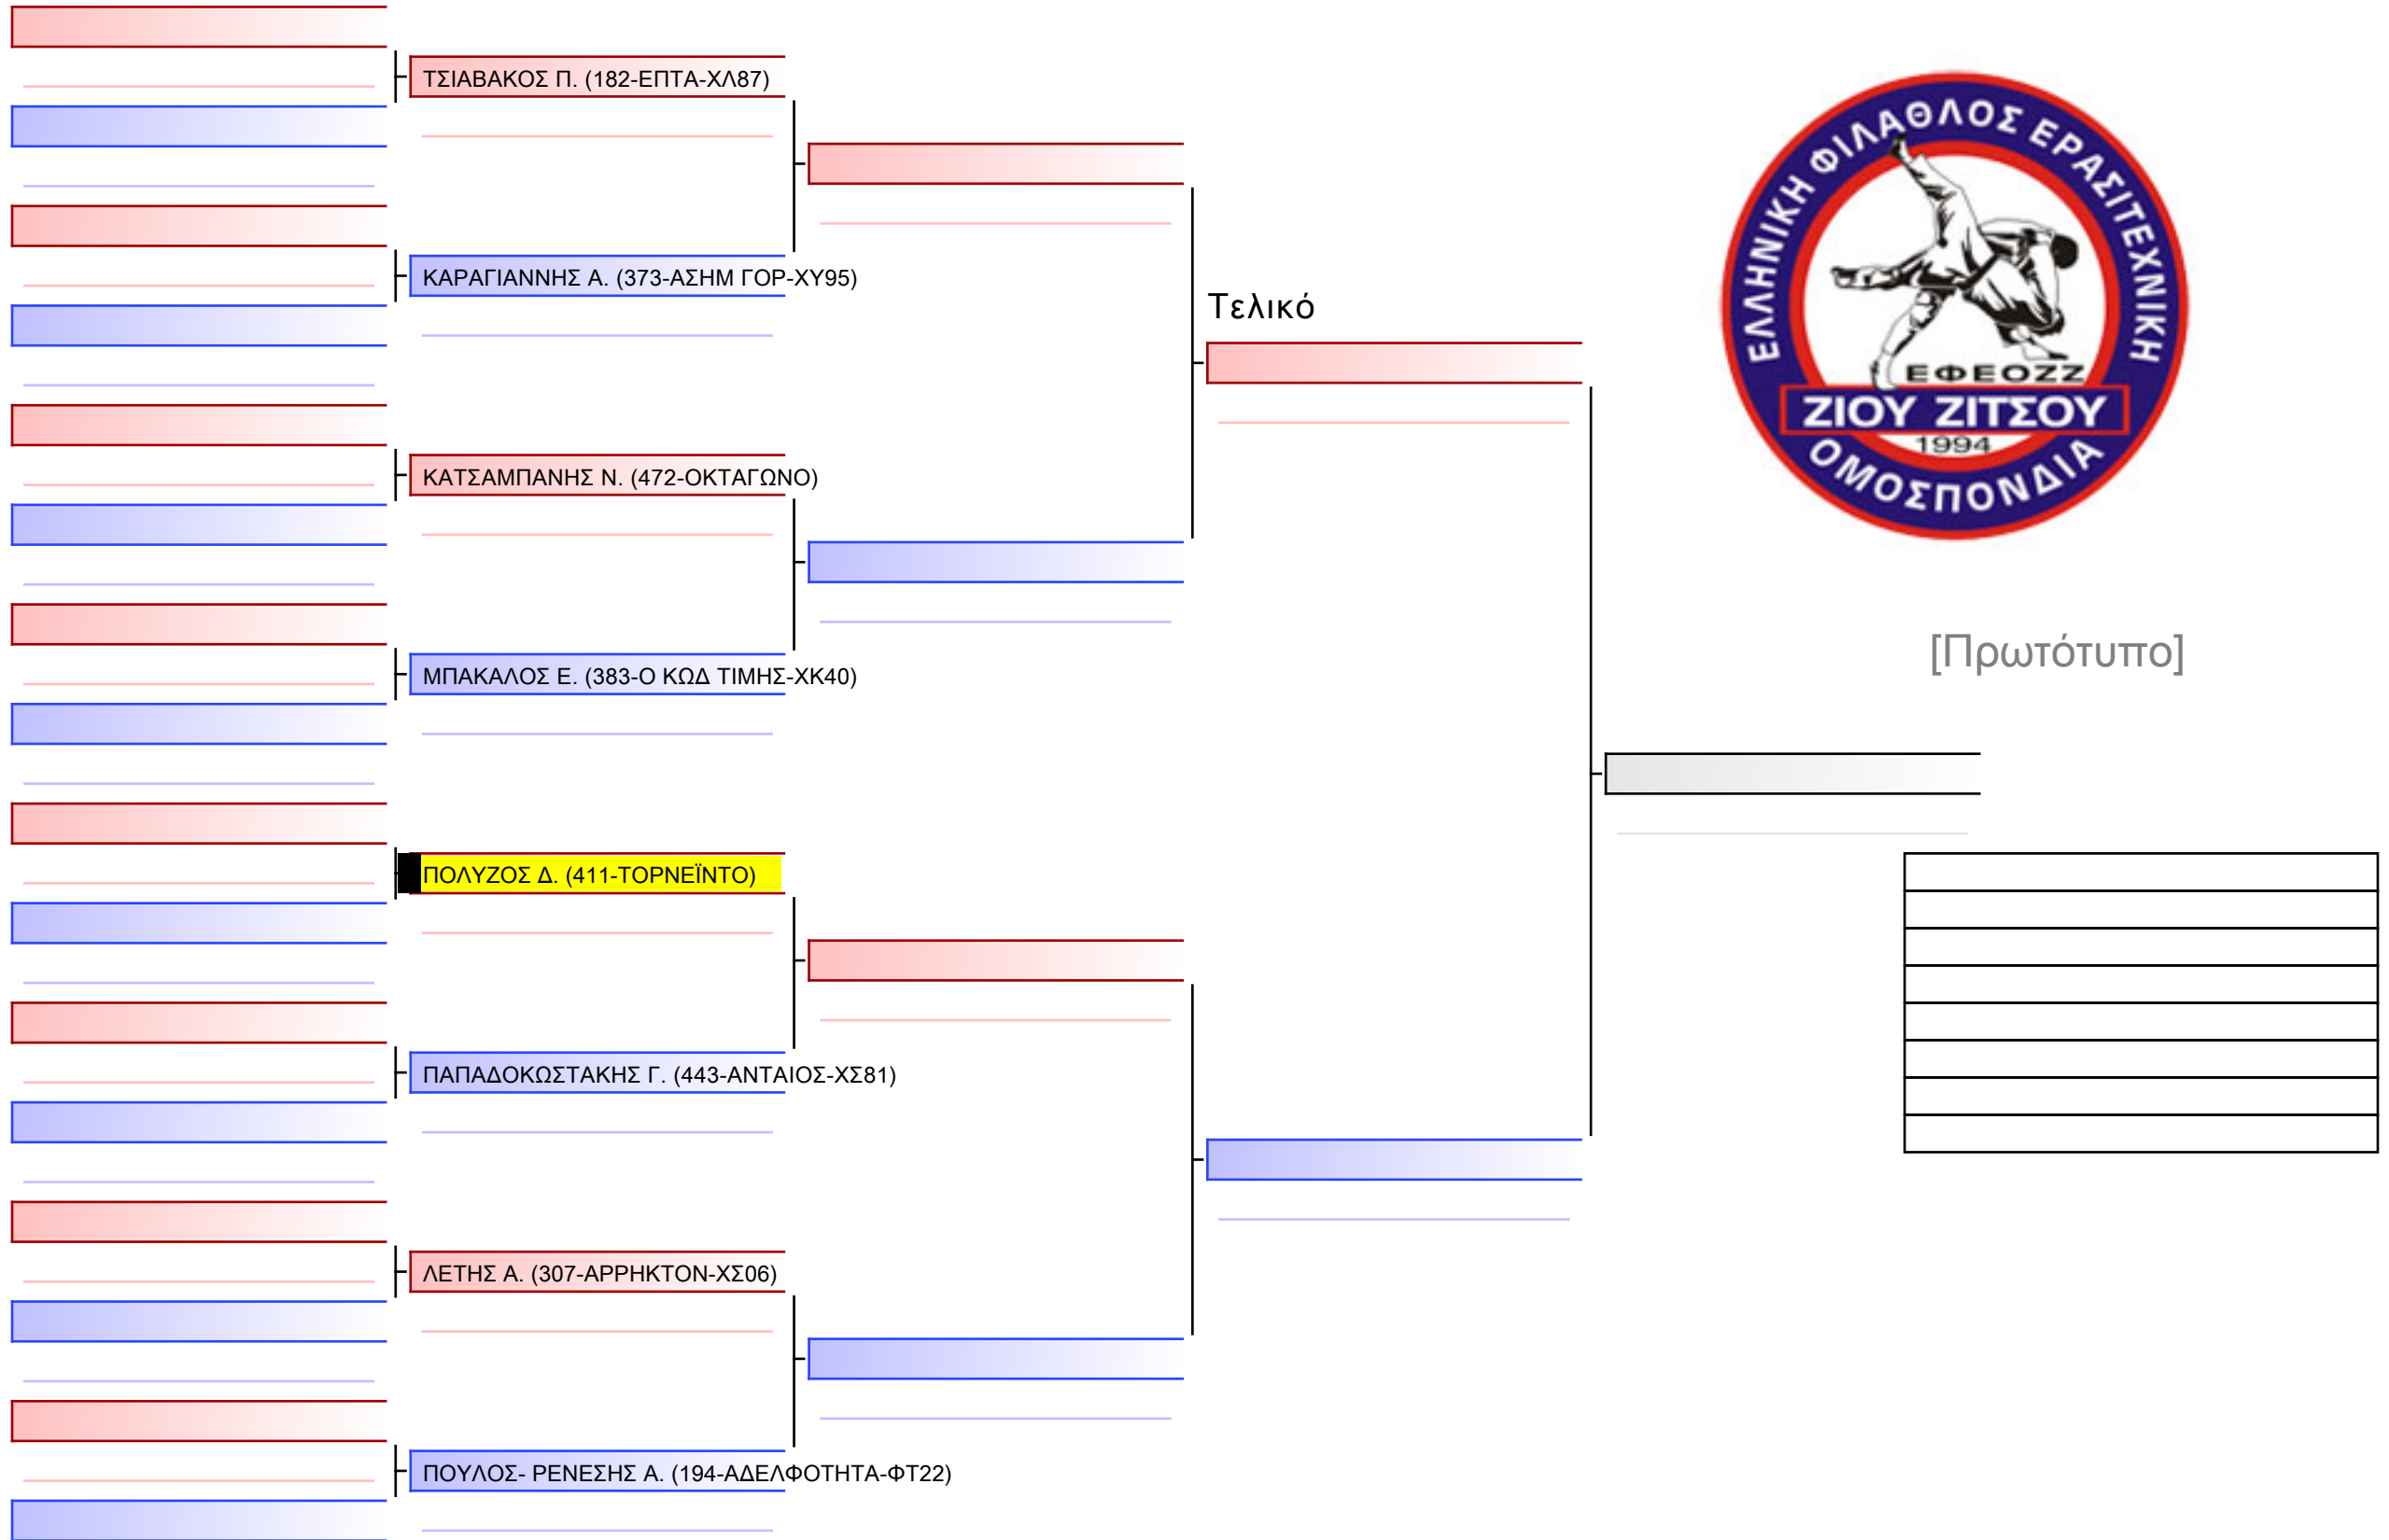 ΤΣΙΑΒΑΚΟΣ Π. (182-ΕΠΤΑ-ΧΛ87)
ΚΑΡΑΓΙΑΝΝΗΣ Α. (373-ΑΣΗΜ ΓΟΡ-ΧΥ95)
ΚΑΤΣΑΜΠΑΝΗΣ Ν. (472-ΟΚΤΑΓΩΝΟ)
ΜΠΑΚΑΛΟΣ Ε. (383-Ο ΚΩΔ ΤΙΜΗΣ-ΧΚ40)
ΠΟΛΥΖΟΣ Δ. (411-ΤΟΡΝΕΪΝΤΟ)
ΠΑΠΑΔΟΚΩΣΤΑΚΗΣ Γ. (443-ΑΝΤΑΙΟΣ-ΧΣ81)
ΛΕΤΗΣ Α. (307-ΑΡΡΗΚΤΟΝ-ΧΣ06)
ΠΟΥΛΟΣ- ΡΕΝΕΣΗΣ Α. (194-ΑΔΕΛΦΟΤΗΤΑ-ΦΤ22)
Τελικό
ΕΛΛΗΝΙΚΗ ΦΙΛΑΘΛΟΣ ΕΡΑΣΙΤΕΧΝΙΚΗ
ΕΦΕΟΖΖ
ΖΙΟΥ ΖΙΤΣΟΥ
1994
ΟΜΟΣΠΟΝΔΙΑ
[Πρωτότυπο]